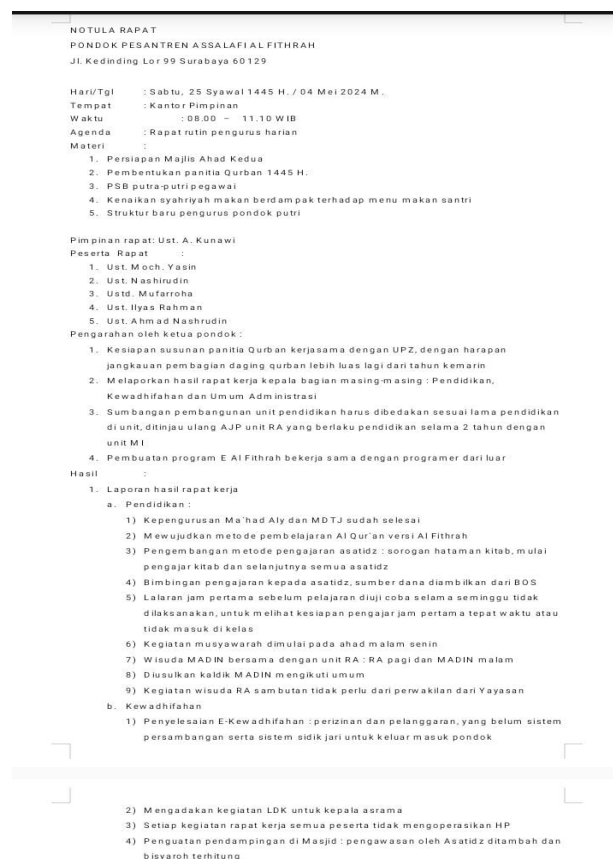 NOTULA RAPAT
PONDOK PESANTREN ASSALAFI AL FITHRAH
Jl. Kedinding Lor 99 Surabaya 60129
Hari/Tgl : Sabtu, 25 Syawal 1445 H. / 04 Mei 2024 M.
Tempat : Kantor Pimpinan
Waktu : 08.00 – 11.10 WIB
Agenda : Rapat rutin pengurus harian
Materi :
1. Persiapan Majlis Ahad Kedua
2. Pembentukan panitia Qurban 1445 H.
3. PSB putra-putri pegawai
4. Kenaikan syahriyah makan berdampak terhadap menu makan santri
5. Struktur baru pengurus pondok putri
Pimpinan rapat: Ust. A. Kunawi
Peserta Rapat :
1. Ust. Moch. Yasin
2. Ust. Nashirudin
3. Ustd. Mufarroha
4. Ust. Ilyas Rahman
5. Ust. Ahmad Nashrudin
Pengarahan oleh ketua pondok :
1. Kesiapan susunan panitia Qurban kerjasama dengan UPZ, dengan harapan
jangkauan pembagian daging qurban lebih luas lagi dari tahun kemarin
2. Melaporkan hasil rapat kerja kepala bagian masing-masing : Pendidikan,
Kewadhifahan dan Umum Administrasi
3. Sumbangan pembangunan unit pendidikan harus dibedakan sesuai lama pendidikan
di unit, ditinjau ulang AJP unit RA yang berlaku pendidikan selama 2 tahun dengan
unit MI
4. Pembuatan program E Al Fithrah bekerja sama dengan programer dari luar
Hasil :
1. Laporan hasil rapat kerja
a. Pendidikan :
1) Kepengurusan Ma'had Aly dan MDTJ sudah selesai
2) Mewujudkan metode pembelajaran Al Qur'an versi Al Fithrah
3) Pengembangan metode pengajaran asatidz : sorogan hataman kitab, mulai
pengajar kitab dan selanjutnya semua asatidz
4) Bimbingan pengajaran kepada asatidz, sumber dana diambilkan dari BOS
5) Lalaran jam pertama sebelum pelajaran diuji coba selama seminggu tidak
dilaksanakan, untuk melihat kesiapan pengajar jam pertama tepat waktu atau
tidak masuk di kelas
6) Kegiatan musyawarah dimulai pada ahad malam senin
7) Wisuda MADIN bersama dengan unit RA : RA pagi dan MADIN malam
8) Diusulkan kaldik MADIN mengikuti umum
9) Kegiatan wisuda RA sambutan tidak perlu dari perwakilan dari Yayasan
b. Kewadhifahan
1) Penyelesaian E-Kewadhifahan : perizinan dan pelanggaran, yang belum sistem
persambangan serta sistem sidik jari untuk keluar masuk pondok
2) Mengadakan kegiatan LDK untuk kepala asrama
3) Setiap kegiatan rapat kerja semua peserta tidak mengoperasikan HP
4) Penguatan pendampingan di Masjid : pengawasan oleh Asatidz ditambah dan
bisyaroh terhitung